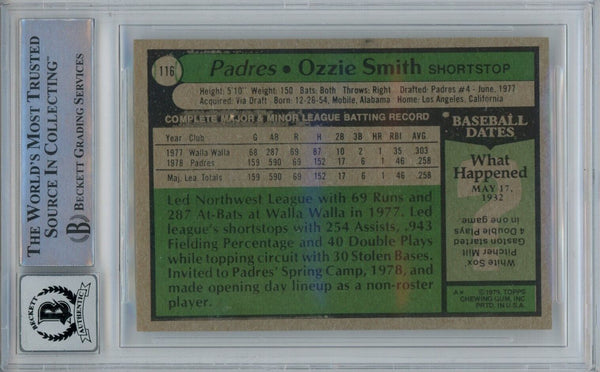 THE WORLD'S MOST TRUSTED
SOURCE IN COLLECTING™
BECKETT GRADING SERVICES
B
BECKETT
AUTHENTIC
116
Padres • Ozzie Smith SHORTSTOP
Height: 5'10" Weight: 150 Bats: Both Throws: Right Drafted: Padres #4 - June, 1977
Acquired: Via Draft Born: 12-26-54, Mobile, Alabama Home: Los Angeles, California
COMPLETE MAJOR & MINOR LEAGUE BATTING RECORD
Year Club G AB R H 2B 3B HR RBI AVG.
1977 Walla Walla 68 287 69 87 10 2 1 35 .303
1978 Padres 159 590 69 152 17 6 1 46 .258
Maj. Lea. Totals 159 590 69 152 17 6 1 46 .258
Led Northwest League with 69 Runs and
287 At-Bats at Walla Walla in 1977. Led
league's shortstops with 254 Assists, .943
Fielding Percentage and 40 Double Plays
while topping circuit with 30 Stolen Bases.
Invited to Padres' Spring Camp, 1978, and
made opening day lineup as a non-roster
player.
BASEBALL
DATES
What
Happened
MAY 17,
1932
?
White Sox
Pitcher Milt
Gaston started
4 Double Plays
in one game
A★ © 1979, TOPPS
CHEWING GUM, INC
PRTD. IN U.S.A.